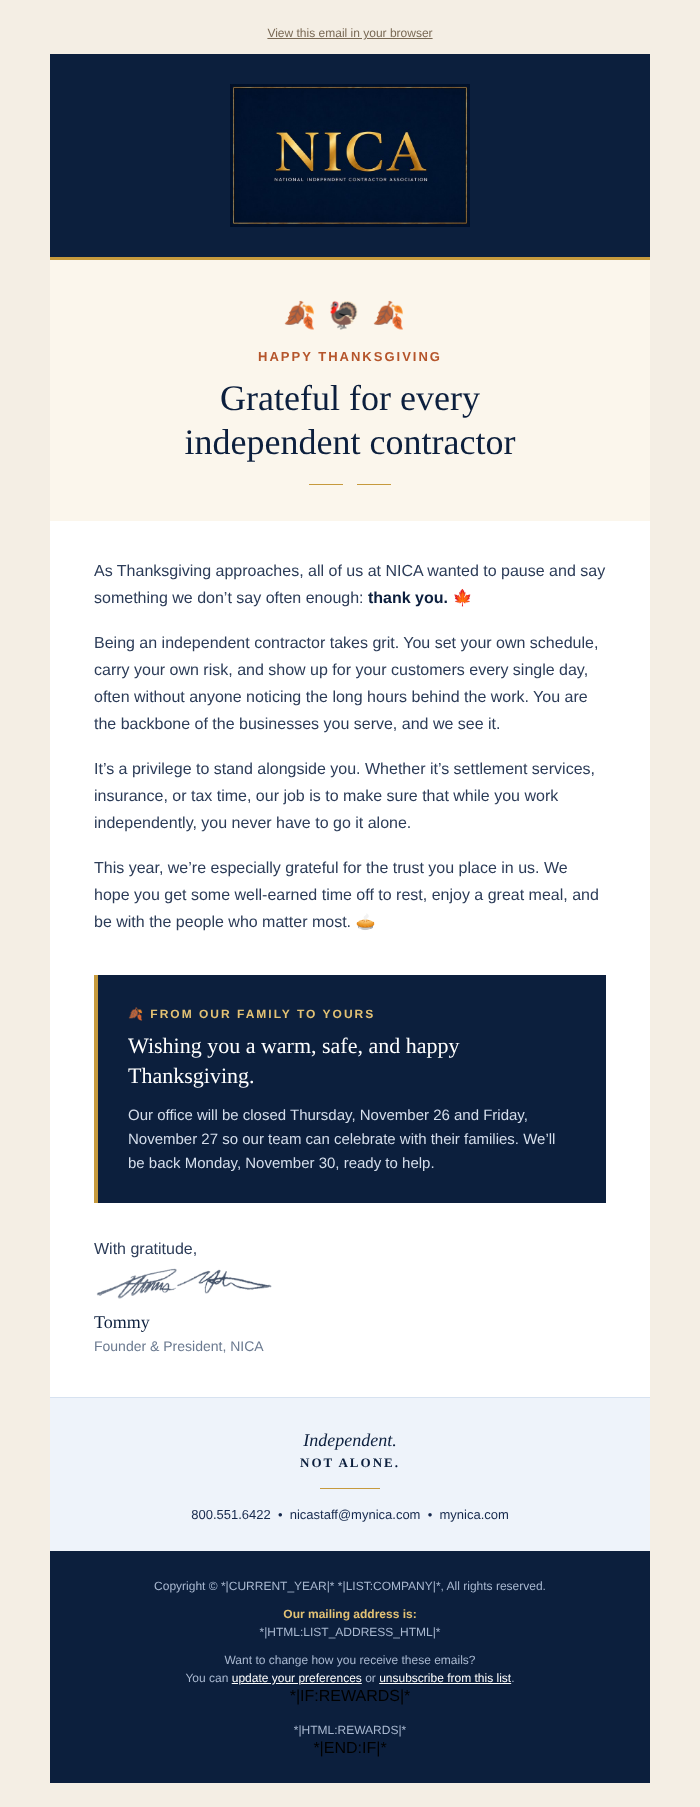 View this email in your browser
NICA
NATIONAL INDEPENDENT CONTRACTOR ASSOCIATION
HAPPY THANKSGIVING
Grateful for every
independent contractor
As Thanksgiving approaches, all of us at NICA wanted to pause and say
something we don’t say often enough: thank you. 🍁
Being an independent contractor takes grit. You set your own schedule,
carry your own risk, and show up for your customers every single day,
often without anyone noticing the long hours behind the work. You are
the backbone of the businesses you serve, and we see it.
It’s a privilege to stand alongside you. Whether it’s settlement services,
insurance, or tax time, our job is to make sure that while you work
independently, you never have to go it alone.
This year, we’re especially grateful for the trust you place in us. We
hope you get some well-earned time off to rest, enjoy a great meal, and
be with the people who matter most. 🥧
🍂 FROM OUR FAMILY TO YOURS
Wishing you a warm, safe, and happy
Thanksgiving.
Our office will be closed Thursday, November 26 and Friday,
November 27 so our team can celebrate with their families. We’ll
be back Monday, November 30, ready to help.
With gratitude,
Tommy
Founder & President, NICA
Independent.
NOT ALONE.
800.551.6422 • nicastaff@mynica.com • mynica.com
Copyright © *|CURRENT_YEAR|* *|LIST:COMPANY|*, All rights reserved.
Our mailing address is:
*|HTML:LIST_ADDRESS_HTML|*
Want to change how you receive these emails?
You can update your preferences or unsubscribe from this list.
*|IF:REWARDS|*
*|HTML:REWARDS|*
*|END:IF|*